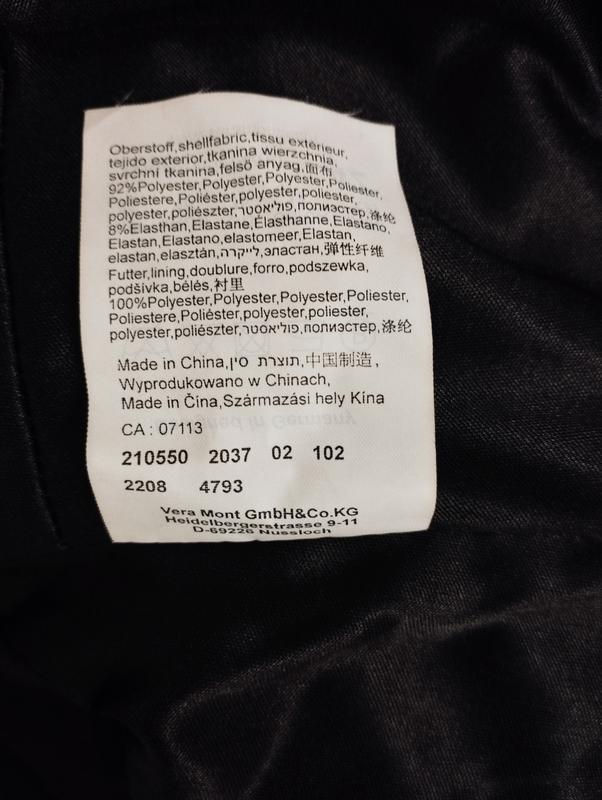 Oberstoff,shellfabric,tissu extérieur,
tejido exterior,tkanina wierzchnia,
svrchni tkanina,felső anyag,面布
92%Polyester,Polyester,Polyester,Poliester,
Poliestere,Poliéster,polyester,poliester,
polyester,poliészter,פוליאסטר,полиэстер,涤纶
8%Elasthan,Elastane,Élasthanne,Elastano,
Elastan,Elastano,elastomeer,Elastan,
elastan,elasztán,לייקרה,эластан,弹性纤维
Futter,lining,doublure,forro,podszewka,
podšívka,bélés,衬里
100%Polyester,Polyester,Polyester,Poliester,
Poliestere,Poliéster,polyester,poliester,
polyester,poliészter,פוליאסטר,полиэстер,涤纶
Made in China,תוצרת סין,中国制造,
Wyprodukowano w Chinach,
Made in Čína,Származási hely Kína
CA : 07113
210550 2037 02 102
2208 4793
Vera Mont GmbH&Co.KG
Heidelbergerstrasse 9-11
D-69226 Nussloch